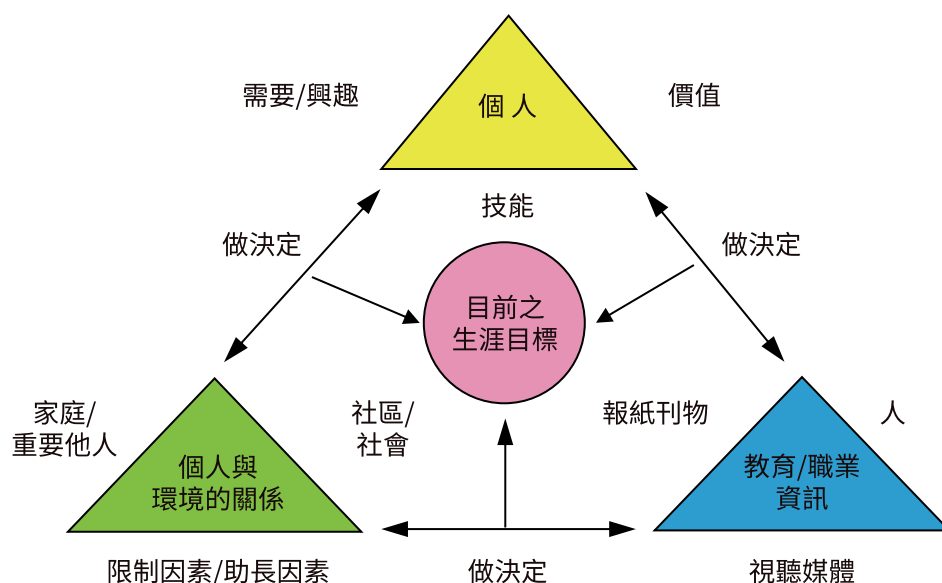 個 人
需要/興趣
價值
技能
做決定
做決定
目前之
生涯目標
家庭/
重要他人
社區/
社會
報紙刊物
人
個人與
環境的關係
教育/職業
資訊
限制因素/助長因素
做決定
視聽媒體